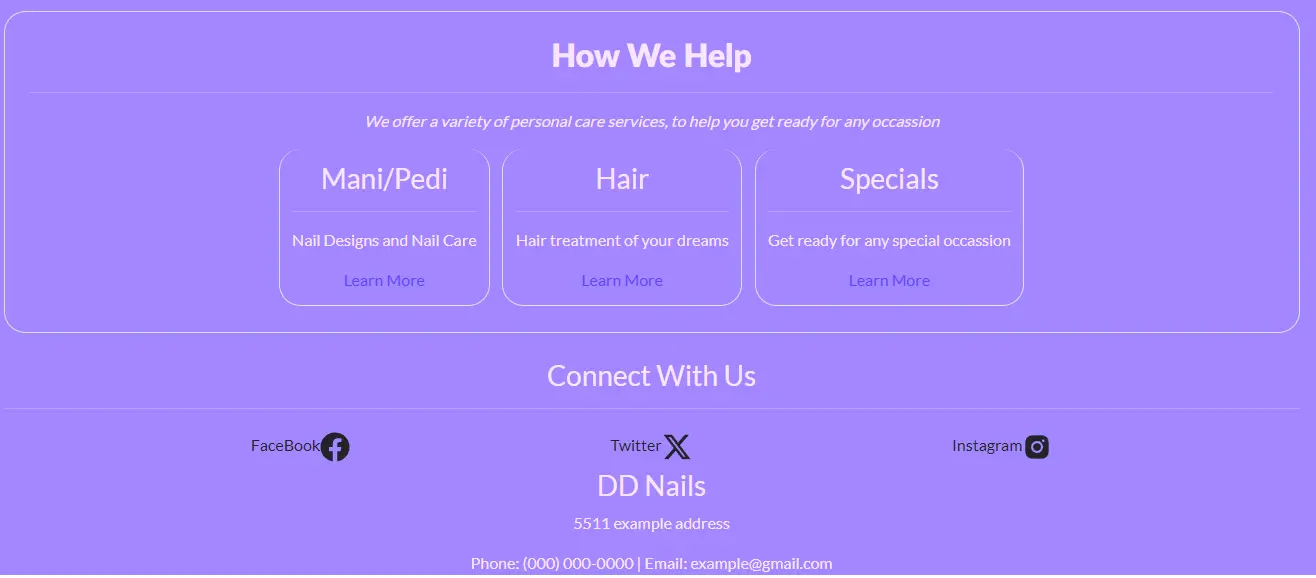 How We Help
We offer a variety of personal care services, to help you get ready for any occassion
Mani/Pedi
Nail Designs and Nail Care
Learn More
Hair
Hair treatment of your dreams
Learn More
Specials
Get ready for any special occassion
Learn More
Connect With Us
FaceBook
Twitter
Instagram
DD Nails
5511 example address
Phone: (000) 000-0000 | Email: example@gmail.com